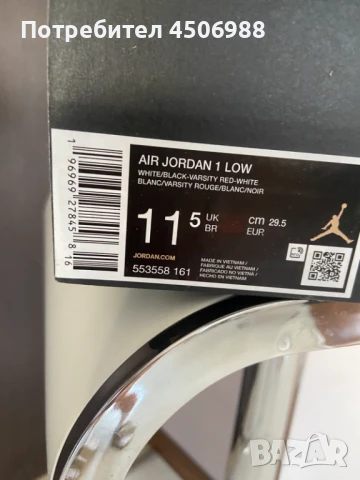 Потребител 4506988
AIR JORDAN 1 LOW
WHITE/BLACK-VARSITY RED-WHITE
BLANC/VARSITY ROUGE/BLANC/NOIR
11.5 UK BR cm 29.5 EUR
JORDAN.COM
553558 161
MADE IN VIETNAM /
FABRIQUÉ AU VIETNAM /
FABRICADO NO VIETNÃ /
HECHO EN VIETNAM
1 96969 27845 8 16
BAZAR